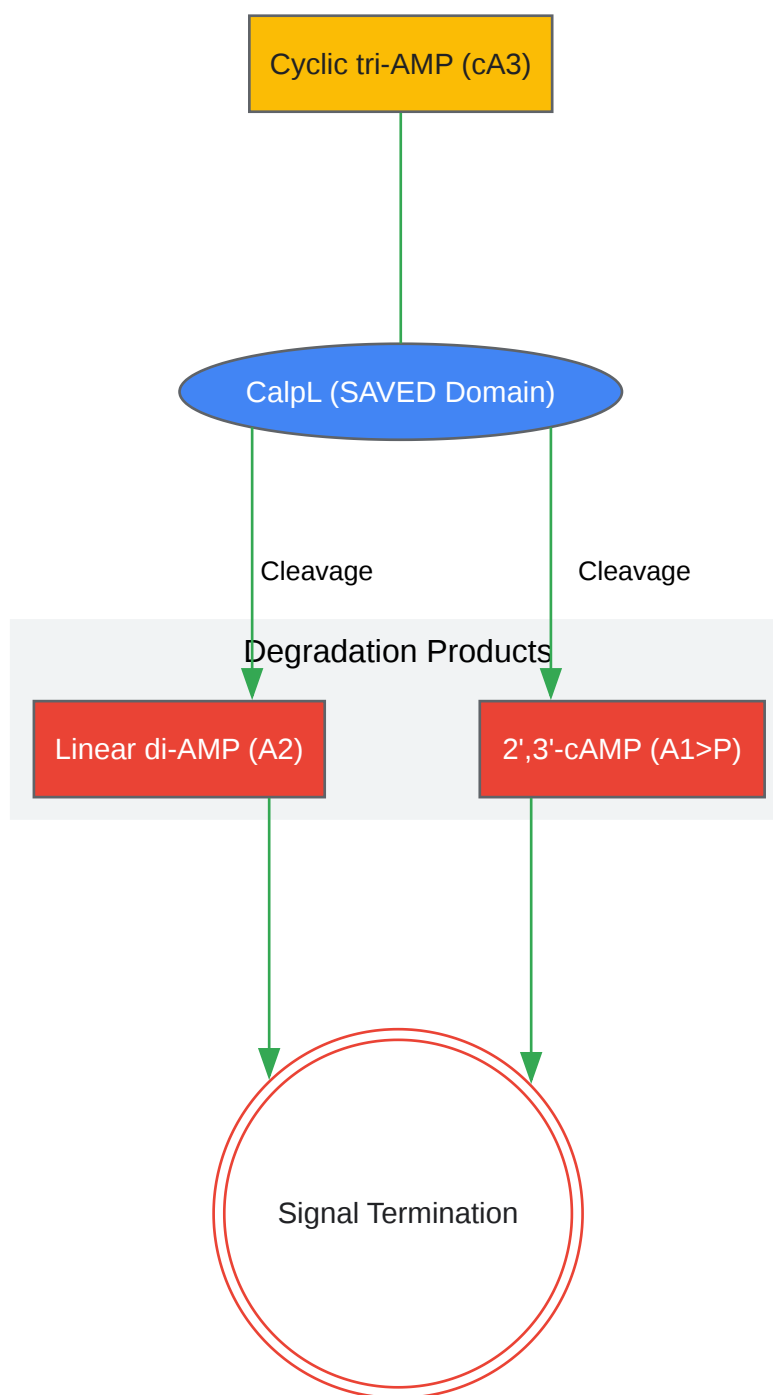 Cyclic tri-AMP (cA3)
CalpL (SAVED Domain)
Cleavage
Cleavage
Degradation Products
Linear di-AMP (A2)
2',3'-cAMP (A1>P)
Signal Termination